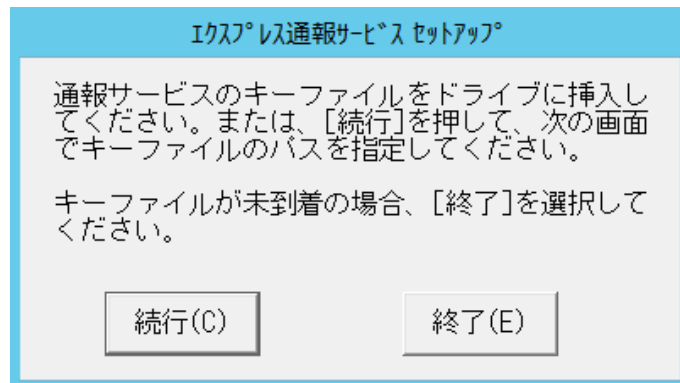 ｴｸｽﾌﾟﾚｽ通報ｻｰﾋﾞｽ ｾｯﾄｱｯﾌﾟ
通報サービスのキーファイルをドライブに挿入し
てください。または、[続行]を押して、次の画面
でキーファイルのパスを指定してください。
キーファイルが未到着の場合、[終了]を選択して
ください。
続行(C)
終了(E)